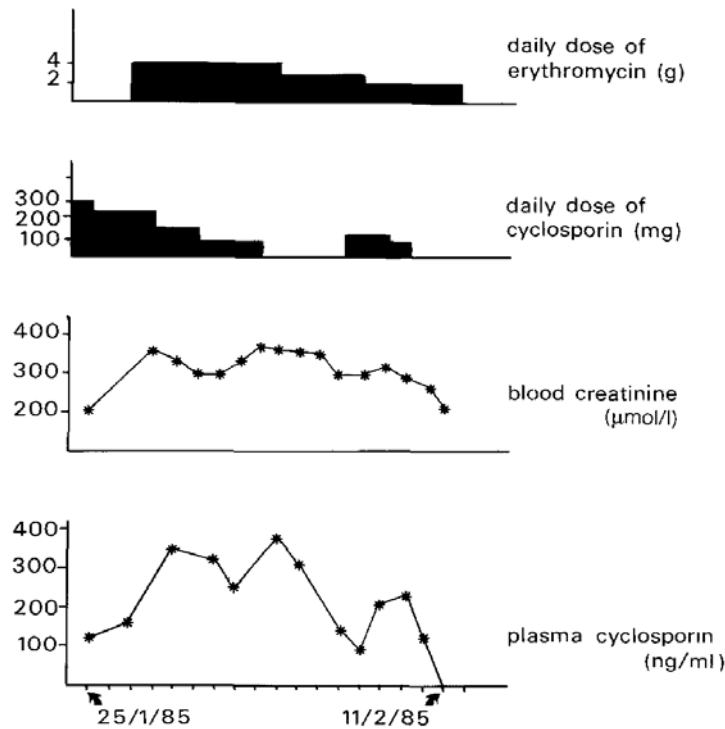 4
2
daily dose of
erythromycin (g)
300
200
100
daily dose of
cyclosporin (mg)
400
300
200
blood creatinine
(μmol/l)
400
300
200
100
plasma cyclosporin
(ng/ml)
25/1/85
11/2/85